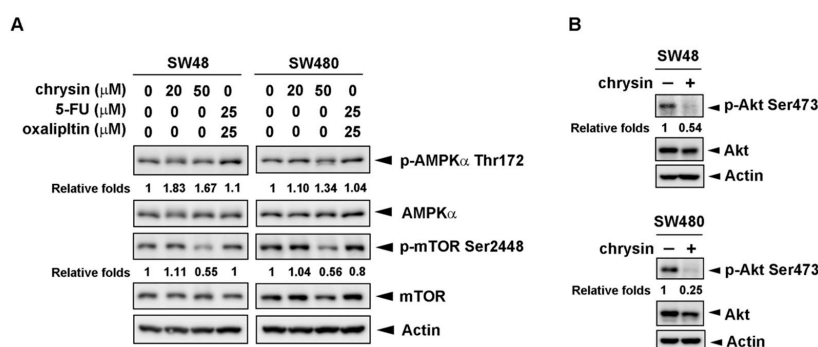 A
SW48 SW480
chrysin (μM) 0 20 50 0 0 20 50 0
5-FU (μM) 0 0 0 25 0 0 0 25
oxalipltin (μM) 0 0 0 25 0 0 0 25
p-AMPKα Thr172
Relative folds 1 1.83 1.67 1.1 1 1.10 1.34 1.04
AMPKα
p-mTOR Ser2448
Relative folds 1 1.11 0.55 1 1 1.04 0.56 0.8
mTOR
Actin
B
SW48
chrysin − +
p-Akt Ser473
Relative folds 1 0.54
Akt
Actin
SW480
chrysin − +
p-Akt Ser473
Relative folds 1 0.25
Akt
Actin